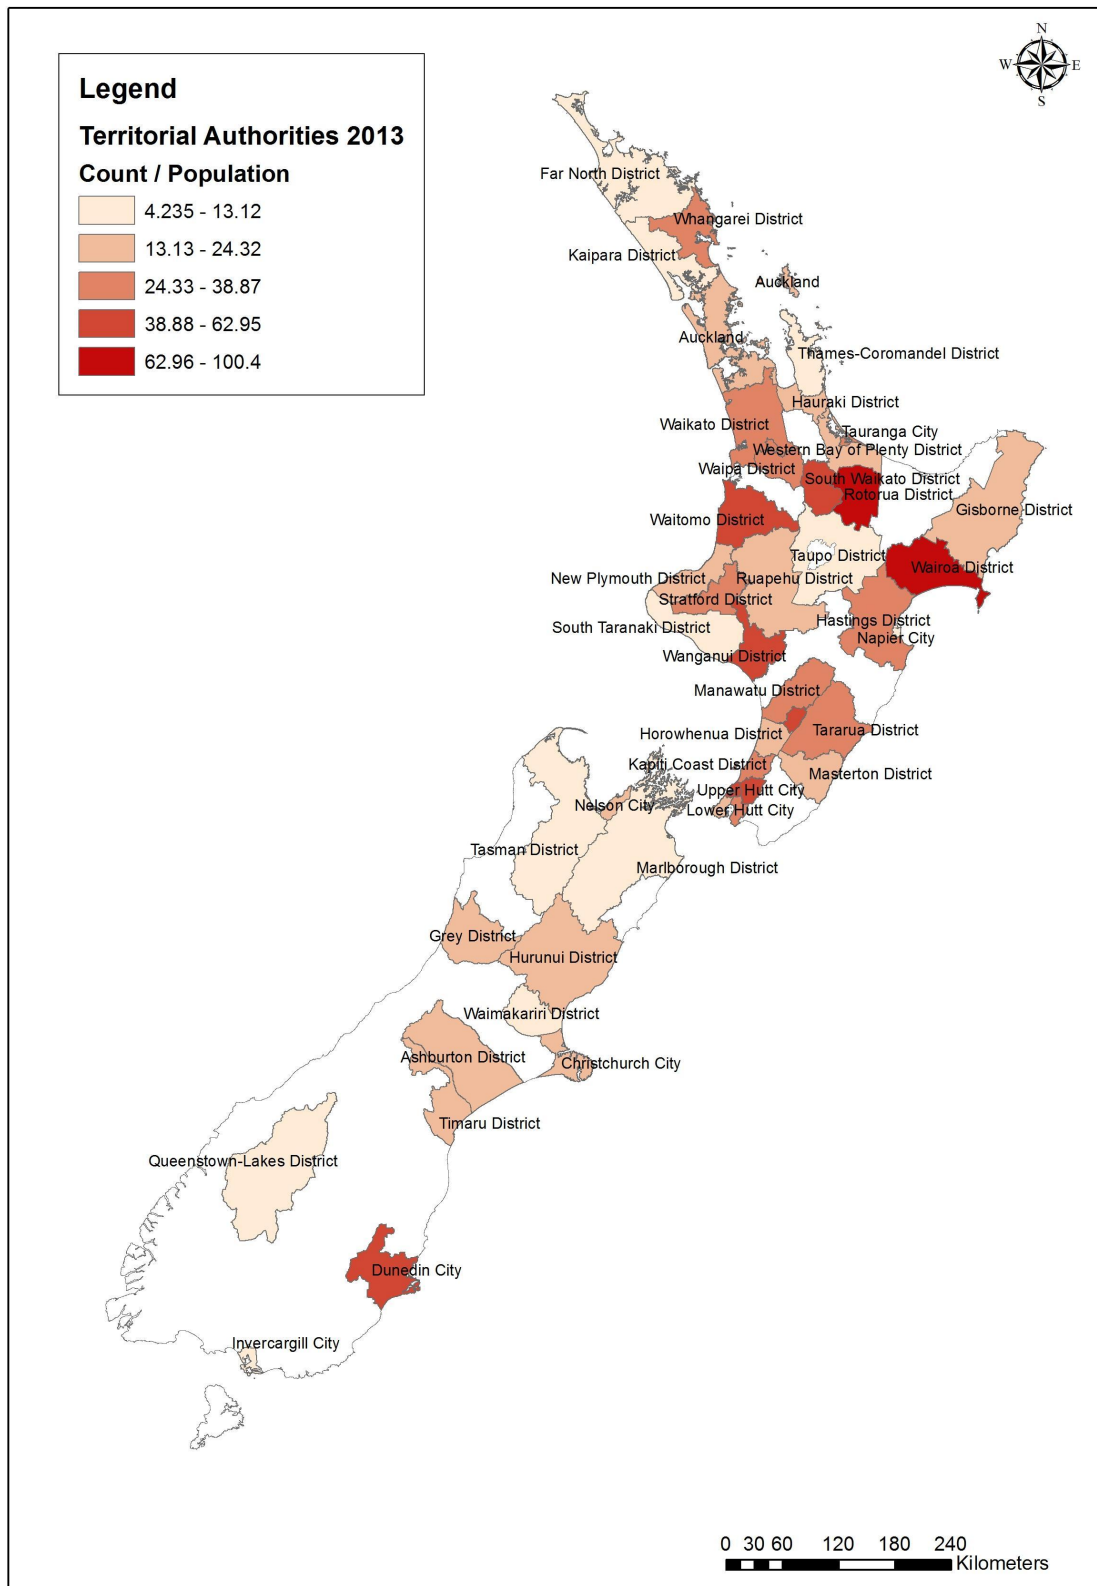 N
W E
S
Legend
Territorial Authorities 2013
Count / Population
4.235 - 13.12
13.13 - 24.32
24.33 - 38.87
38.88 - 62.95
62.96 - 100.4
Far North District
Whangarei District
Kaipara District
Auckland
Auckland
Thames-Coromandel District
Hauraki District
Waikato District
Tauranga City
Western Bay of Plenty District
Waipa District
South Waikato District
Rotorua District
Gisborne District
Waitomo District
Taupo District
Wairoa District
New Plymouth District
Ruapehu District
Stratford District
Hastings District
South Taranaki District
Napier City
Wanganui District
Manawatu District
Horowhenua District
Tararua District
Kapiti Coast District
Masterton District
Upper Hutt City
Nelson City
Lower Hutt City
Tasman District
Marlborough District
Grey District
Hurunui District
Waimakariri District
Ashburton District
Christchurch City
Timaru District
Queenstown-Lakes District
Dunedin City
Invercargill City
0 30 60 120 180 240
Kilometers